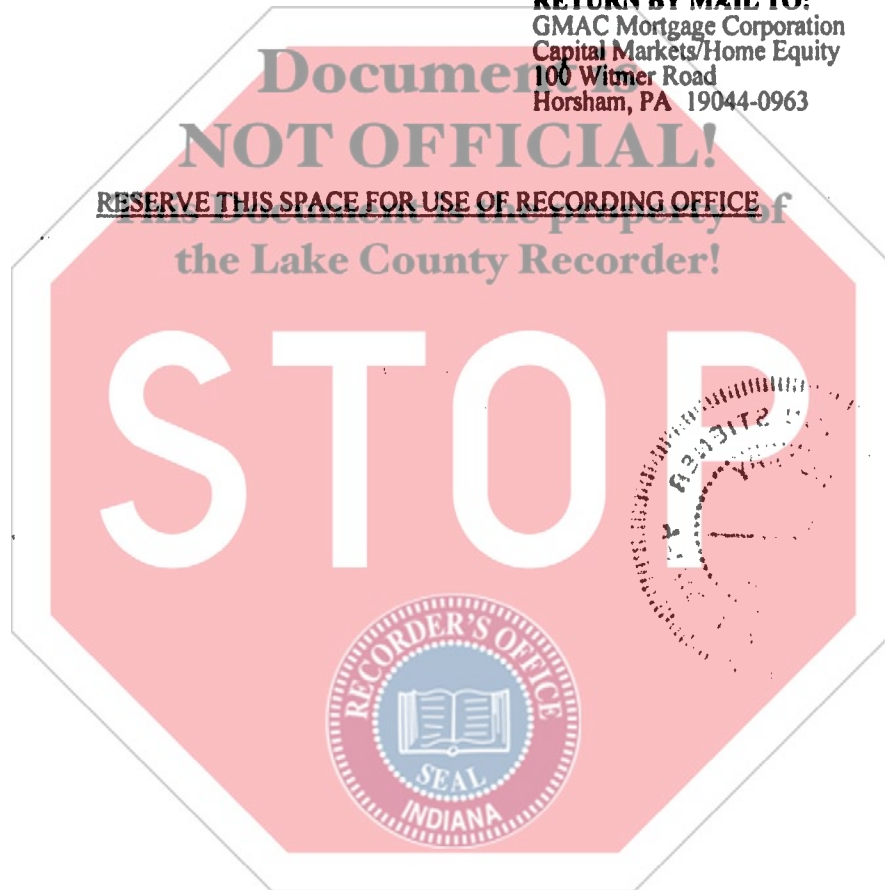 RETURN BY MAIL TO:
GMAC Mortgage Corporation
Capital Markets/Home Equity
100 Witmer Road
Horsham, PA 19044-0963
Document is
NOT OFFICIAL!
RESERVE THIS SPACE FOR USE OF RECORDING OFFICE
This Document is the property of
the Lake County Recorder!
STOP
RECORDER'S OFFICE
SEAL
INDIANA